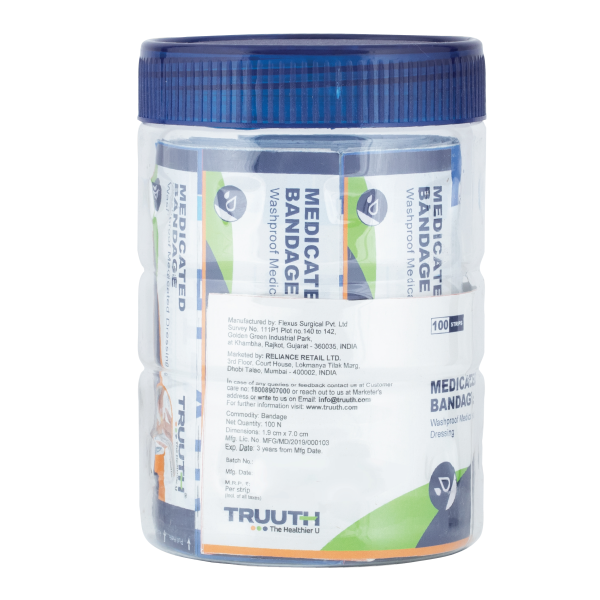 MEDICATED
BANDAGE
Washproof Medicated Dressing
TRUUTH
MEDICATED
BANDAGE
Washproof Medica
MEDICATED
BANDAGE
Washproof Medica
Manufactured by: Flexus Surgical Pvt. Ltd
Survey No. 111P1 Plot no.140 to 142,
Golden Green Industrial Park,
at Khambha, Rajkot, Gujarat - 360035, INDIA
Marketed by: RELIANCE RETAIL LTD.
3rd Floor, Court House, Lokmanya Tilak Marg,
Dhobi Talao, Mumbai - 400002, INDIA
In case of any queries or feedback contact us at Customer
care no: 18008907000 or reach out to us at Marketer's
address or write to us on Email: info@truuth.com
For further information visit: www.truuth.com
Commodity: Bandage
Net Quantity: 100 N
Dimensions: 1.9 cm x 7.0 cm
Mfg. Lic. No MFG/MD/2019/000103
Exp. Date: 3 years from Mfg Date.
Batch No.:
Mfg. Date:
M.R.P. ₹:
Per strip
(Incl. of all taxes)
TRUUTH
The Healthier U
100 STRIPS
MEDICATE
BANDAG
Washproof Medic
Dressing